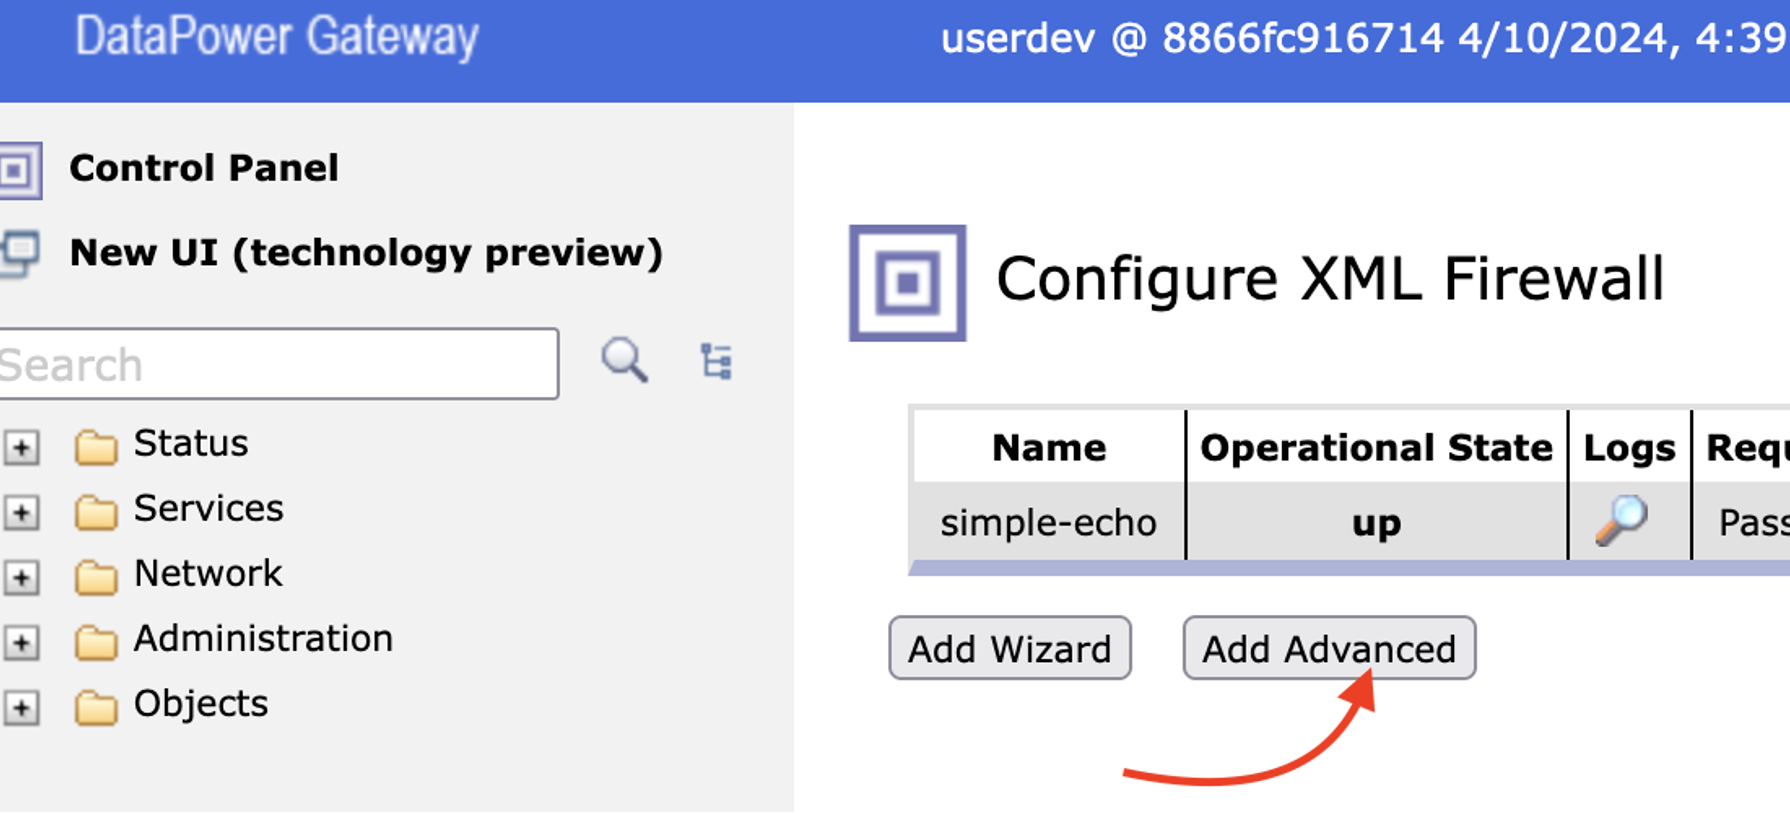 DataPower Gateway
userdev @ 8866fc916714 4/10/2024, 4:39
Control Panel
New UI (technology preview)
Search
Status
Services
Network
Administration
Objects
Configure XML Firewall
Name Operational State Logs Requ
simple-echo up Pass
Add Wizard Add Advanced